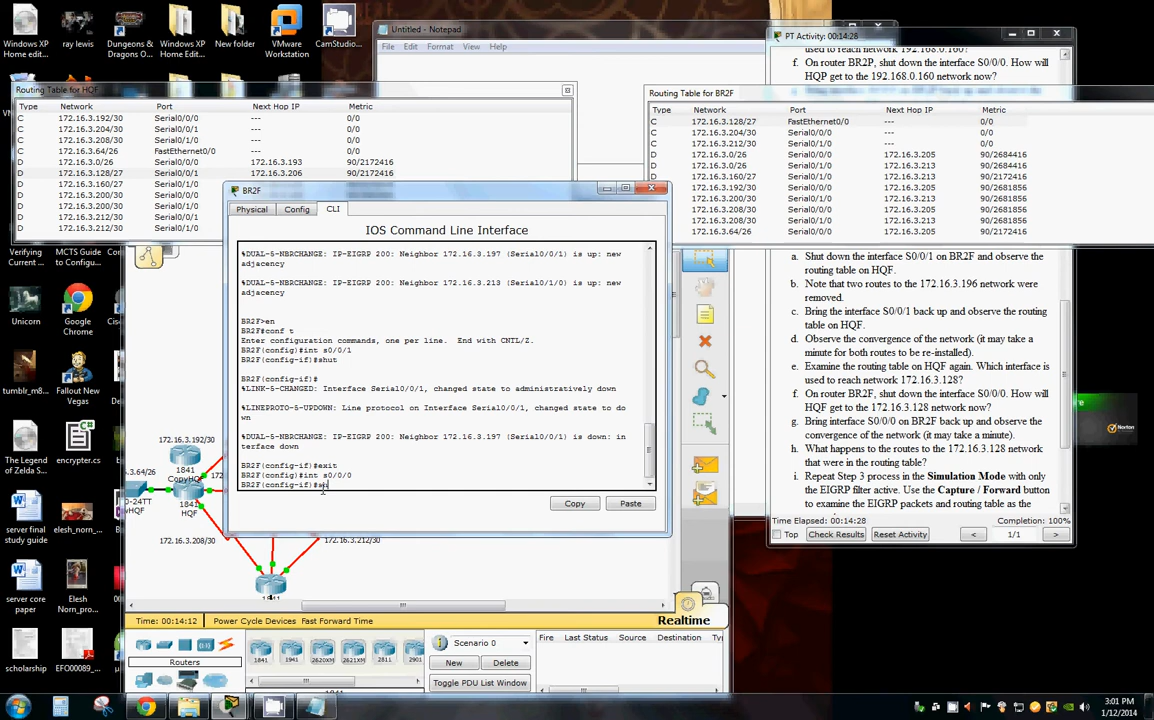 Windows XP
Home edit...
ray lewis
Dungeons &
Dragons O...
Windows XP
Home Edit...
New folder
VMware
Workstation
CamStudio...
Untitled - Notepad
File Edit Format View Help
PT Activity: 00:14:28
used to reach network 192.168.0.160?
f. On router BR2P, shut down the interface S0/0/0. How will
HQP get to the 192.168.0.160 network now?
Routing Table for HQF
Type Network Port Next Hop IP Metric
C 172.16.3.192/30 Serial0/0/0 --- 0/0
C 172.16.3.204/30 Serial0/0/1 --- 0/0
C 172.16.3.208/30 Serial0/1/0 --- 0/0
C 172.16.3.64/26 FastEthernet0/0 --- 0/0
D 172.16.3.0/26 Serial0/0/0 172.16.3.193 90/2172416
D 172.16.3.128/27 Serial0/0/1 172.16.3.206 90/2172416
D 172.16.3.160/27 Serial0/1/0
D 172.16.3.200/30 Serial0/0/0
D 172.16.3.200/30 Serial0/1/0
D 172.16.3.212/30 Serial0/1/0
D 172.16.3.212/30 Serial0/0/1
Routing Table for BR2F
Type Network Port Next Hop IP Metric
C 172.16.3.128/27 FastEthernet0/0 --- 0/0
C 172.16.3.204/30 Serial0/0/0 --- 0/0
C 172.16.3.212/30 Serial0/1/0 --- 0/0
D 172.16.3.0/26 Serial0/0/0 172.16.3.205 90/2684416
D 172.16.3.0/26 Serial0/1/0 172.16.3.213 90/2684416
D 172.16.3.160/27 Serial0/1/0 172.16.3.213 90/2172416
D 172.16.3.192/30 Serial0/0/0 172.16.3.205 90/2681856
D 172.16.3.200/30 Serial0/1/0 172.16.3.213 90/2681856
D 172.16.3.208/30 Serial0/0/0 172.16.3.205 90/2681856
D 172.16.3.208/30 Serial0/1/0 172.16.3.213 90/2681856
D 172.16.3.64/26 Serial0/0/0 172.16.3.205 90/2172416
BR2F
Physical Config CLI
IOS Command Line Interface
%DUAL-5-NBRCHANGE: IP-EIGRP 200: Neighbor 172.16.3.197 (Serial0/0/1) is up: new
adjacency
%DUAL-5-NBRCHANGE: IP-EIGRP 200: Neighbor 172.16.3.213 (Serial0/1/0) is up: new
adjacency
BR2F>en
BR2F#conf t
Enter configuration commands, one per line. End with CNTL/Z.
BR2F(config)#int s0/0/1
BR2F(config-if)#shut
BR2F(config-if)#
%LINK-5-CHANGED: Interface Serial0/0/1, changed state to administratively down
%LINEPROTO-5-UPDOWN: Line protocol on Interface Serial0/0/1, changed state to do
wn
%DUAL-5-NBRCHANGE: IP-EIGRP 200: Neighbor 172.16.3.197 (Serial0/0/1) is down: in
terface down
BR2F(config-if)#exit
BR2F(config)#int s0/0/0
BR2F(config-if)#sh
Copy Paste
a. Shut down the interface S0/0/1 on BR2F and observe the
routing table on HQF.
b. Note that two routes to the 172.16.3.196 network were
removed.
c. Bring the interface S0/0/1 back up and observe the routing
table on HQF.
d. Observe the convergence of the network (it may take a
minute for both routes to be re-installed).
e. Examine the routing table on HQF again. Which interface is
used to reach network 172.16.3.128?
f. On router BR2F, shut down the interface S0/0/0. How will
HQF get to the 172.16.3.128 network now?
g. Bring interface S0/0/0 on BR2F back up and observe the
convergence of the network (it may take a minute).
h. What happens to the routes to the 172.16.3.128 network
that were in the routing table?
i. Repeat Step 3 process in the Simulation Mode with only
the EIGRP filter active. Use the Capture / Forward button
to examine the EIGRP packets and routing table as the
Time Elapsed: 00:14:28 Completion: 100%
Top Check Results Reset Activity < 1/1 >
Norton
Verifying
Current ...
MCTS Guide
to Configu...
Unicorn
Google
Chrome
tumblr_m4...
Fallout New
Vegas
The Legend
of Zelda S...
encrypter.cs
server final
study guide
elesh_norn_...
server core
paper
Elesh
Norn_pro...
scholarship
EFO00089_...
172.16.3.192/30
1841
CopyHQF
1841
HQF
172.16.3.208/30
172.16.3.212/30
Time: 00:14:12 Power Cycle Devices Fast Forward Time
Realtime
Routers
1841 1941 2620XM 2621XM 2811 2901
1841
Scenario 0
New Delete
Toggle PDU List Window
Fire Last Status Source Destination
3:01 PM
1/12/2014